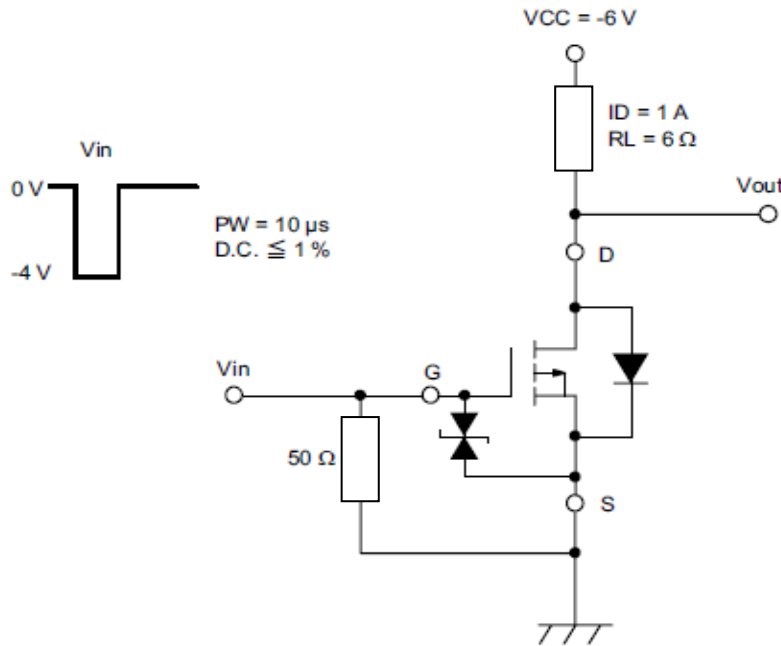 VCC = -6 V
ID = 1 A
RL = 6 Ω
Vin
0 V
Vout
PW = 10 μs
D.C. ≦ 1 %
-4 V
D
Vin
G
50 Ω
S